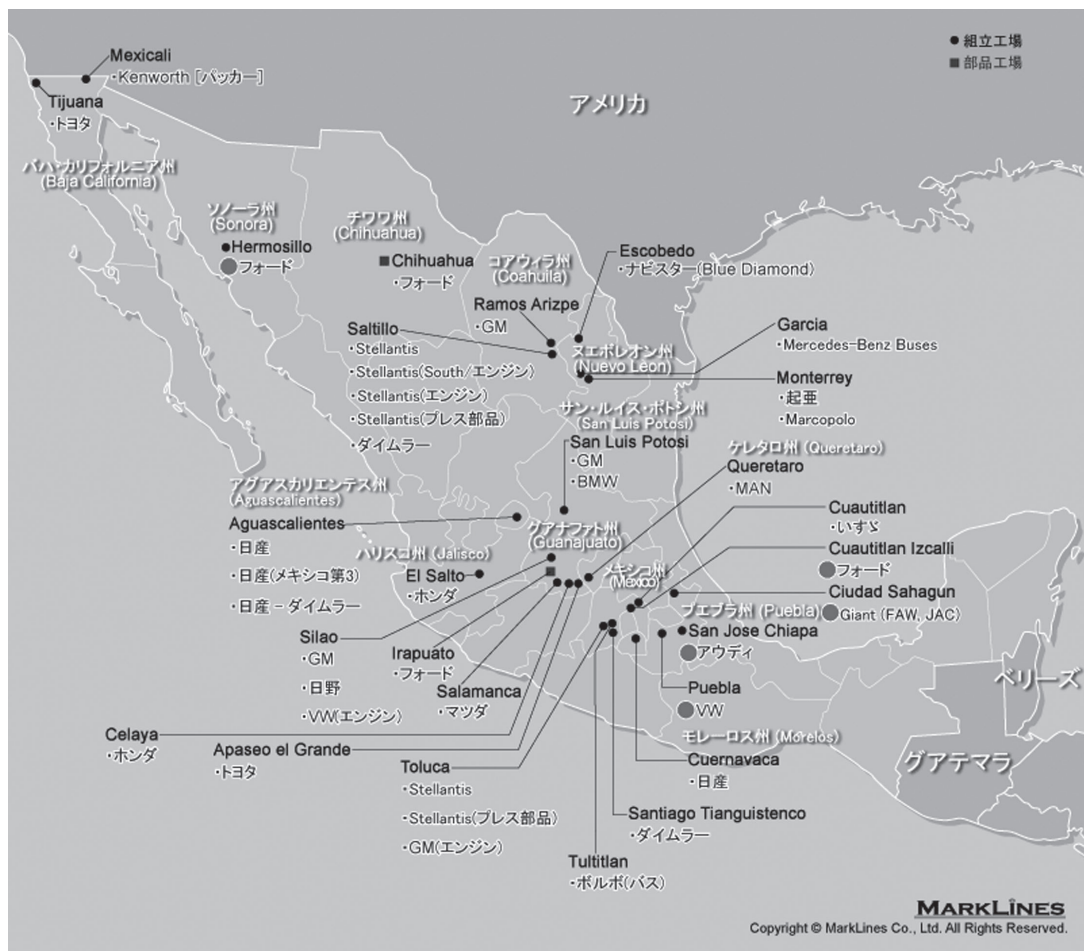 Mexicali
・Kenworth [パッカー]
Tijuana
・トヨタ
●組立工場
■部品工場
アメリカ
バハ・カリフォルニア州
(Baja California)
ソノーラ州
(Sonora)
Hermosillo
フォード
チワワ州
(Chihuahua)
Chihuahua
・フォード
コアウィラ州
(Coahuila)
Ramos Arizpe
・GM
Escobedo
・ナビスター(Blue Diamond)
Saltillo
・Stellantis
・Stellantis(South/エンジン)
・Stellantis(エンジン)
・Stellantis(プレス部品)
・ダイムラー
ヌエボレオン州
(Nuevo Leon)
Garcia
・Mercedes-Benz Buses
Monterrey
・起亜
・Marcopolo
サン・ルイス・ポトシ州
(San Luis Potosi)
San Luis Potosi
・GM
・BMW
ケレタロ州 (Queretaro)
Queretaro
・MAN
アグアスカリエンテス州
(Aguascalientes)
Aguascalientes
・日産
・日産(メキシコ第3)
・日産-ダイムラー
グアナファト州
(Guanajuato)
ハリスコ州 (Jalisco)
El Salto
・ホンダ
メキシコ州
(Mexico)
Cuautitlan
・いすゞ
Cuautitlan Izcalli
フォード
Ciudad Sahagun
Giant (FAW, JAC)
プエブラ州 (Puebla)
San Jose Chiapa
アウディ
Puebla
VW
Silao
・GM
・日野
・VW(エンジン)
Irapuato
・フォード
Salamanca
・マツダ
Celaya
・ホンダ
Apaseo el Grande
・トヨタ
Toluca
・Stellantis
・Stellantis(プレス部品)
・GM(エンジン)
モレーロス州 (Morelos)
Cuernavaca
・日産
Santiago Tianguistenco
・ダイムラー
Tultitlan
・ボルボ(バス)
ベリーズ
グアテマラ
MARKLINES
Copyright © MarkLines Co., Ltd. All Rights Reserved.